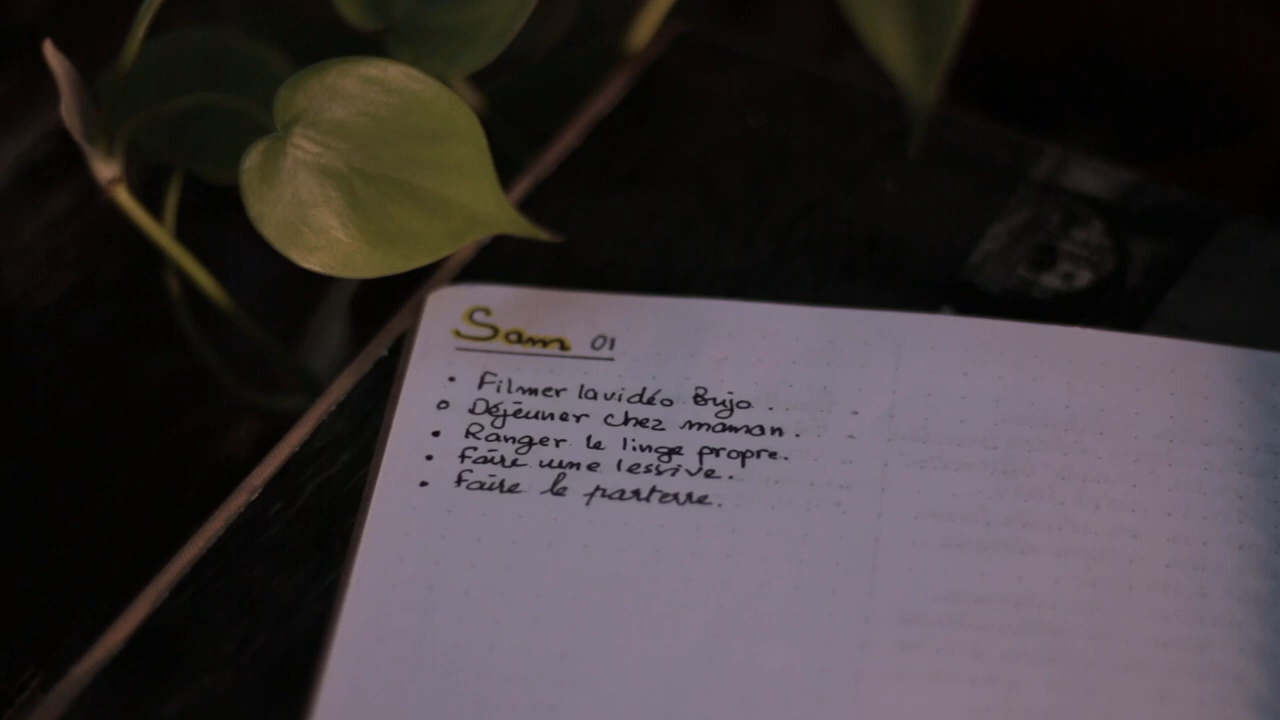 Sam 01
• Filmer la vidéo Bujo..
o Déjeuner chez maman.
• Ranger le linge propre.
• Faire une lessive.
• Faire le parterre.